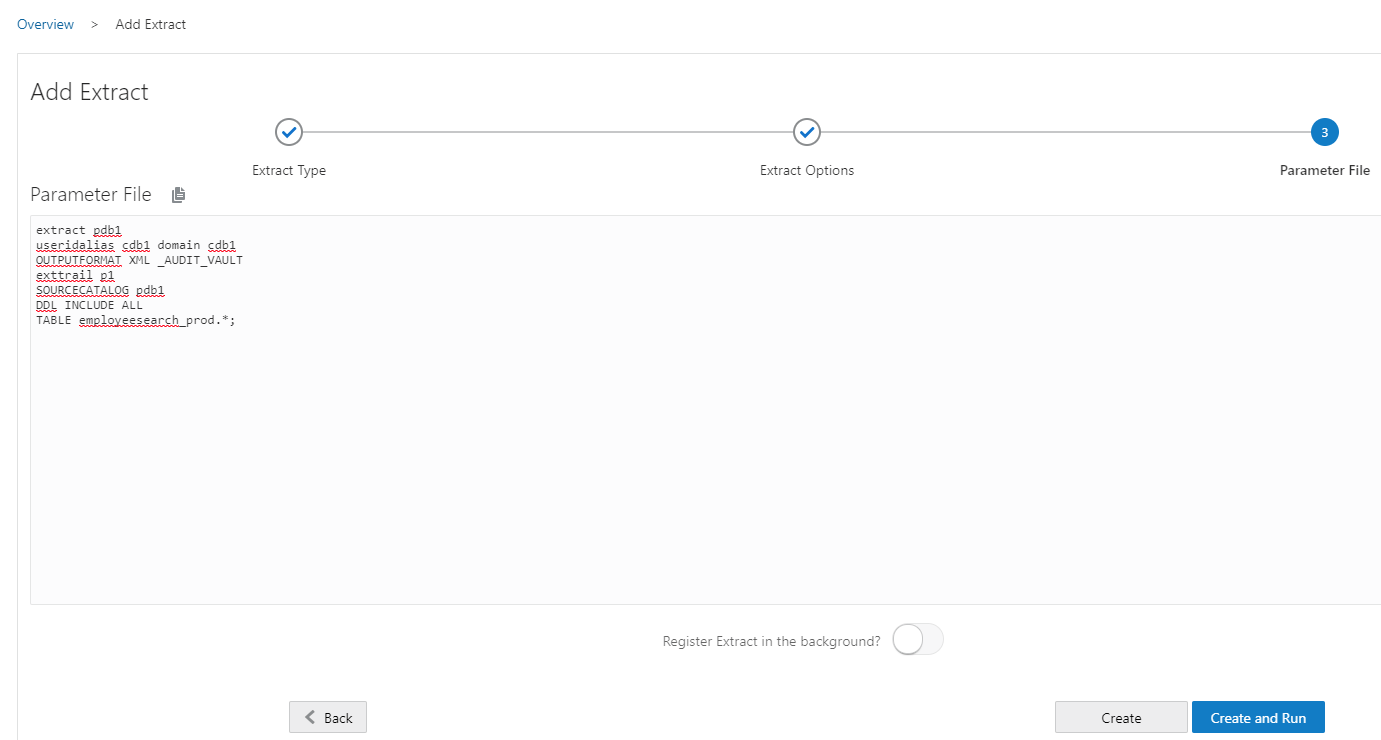 Overview > Add Extract
Add Extract
3
Extract Type
Extract Options
Parameter File
Parameter File
extract pdb1
useridalias cdb1 domain cdb1
OUTPUTFORMAT XML _AUDIT_VAULT
exttrail p1
SOURCECATALOG pdb1
DDL INCLUDE ALL
TABLE employeesearch_prod.*;
Register Extract in the background?
Back
Create
Create and Run